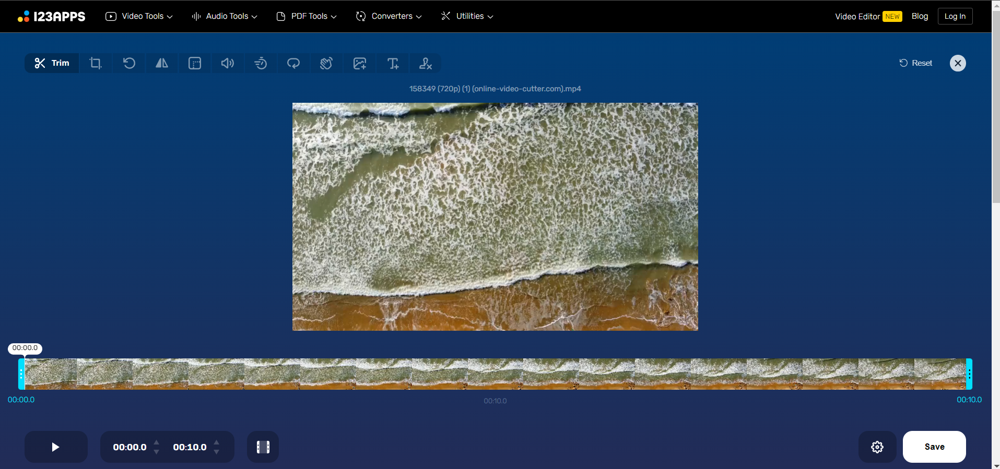 123APPS
Video Tools
Audio Tools
PDF Tools
Converters
Utilities
Video Editor NEW
Blog
Log In
Trim
Reset
158349 (720p) (1) (online-video-cutter.com).mp4
00:00.0
00:00.0
00:10.0
00:10.0
00:00.0
00:10.0
Save